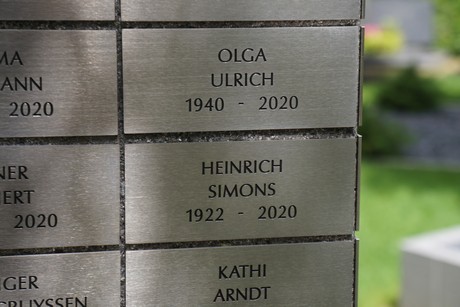 MA
ANN
2020
OLGA
ULRICH
1940 - 2020
NER
ERT
2020
HEINRICH
SIMONS
1922 - 2020
GER
KATHI
ARNDT